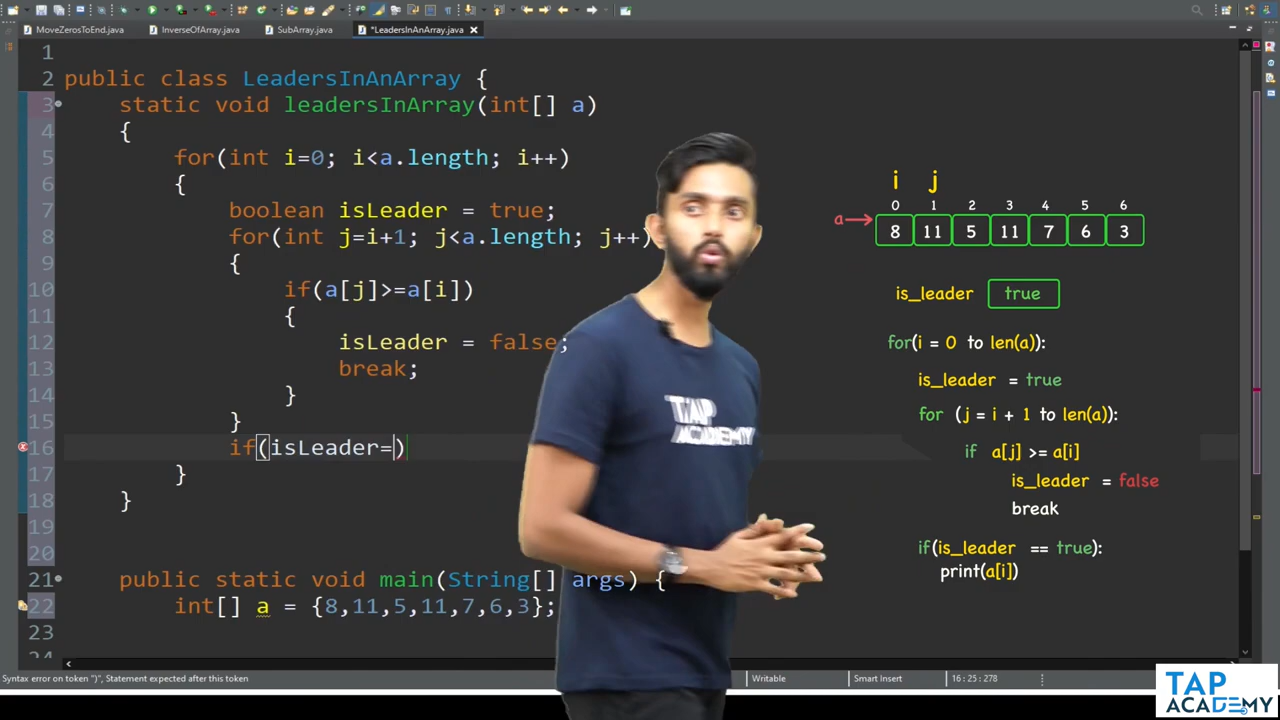 MoveZerosToEnd.java
InverseOfArray.java
SubArray.java
*LeadersInAnArray.java
1
2 public class LeadersInAnArray {
3 static void leadersInArray(int[] a)
4 {
5 for(int i=0; i<a.length; i++)
6 {
7 boolean isLeader = true;
8 for(int j=i+1; j<a.length; j++)
9 {
10 if(a[j]>=a[i])
11 {
12 isLeader = false;
13 break;
14 }
15 }
16 if(isLeader=)
17 }
18 }
19
20
21 public static void main(String[] args) {
22 int[] a = {8,11,5,11,7,6,3};
23
24
i j
0 1 2 3 4 5 6
a
8 11 5 11 7 6 3
is_leader true
for(i = 0 to len(a)):
is_leader = true
for (j = i + 1 to len(a)):
if a[j] >= a[i]
is_leader = false
break
if(is_leader == true):
print(a[i])
TAP
ACADEMY
Syntax error on token ")", Statement expected after this token
Writable
Smart Insert
16 : 25 : 278
TAP
ACADEMY